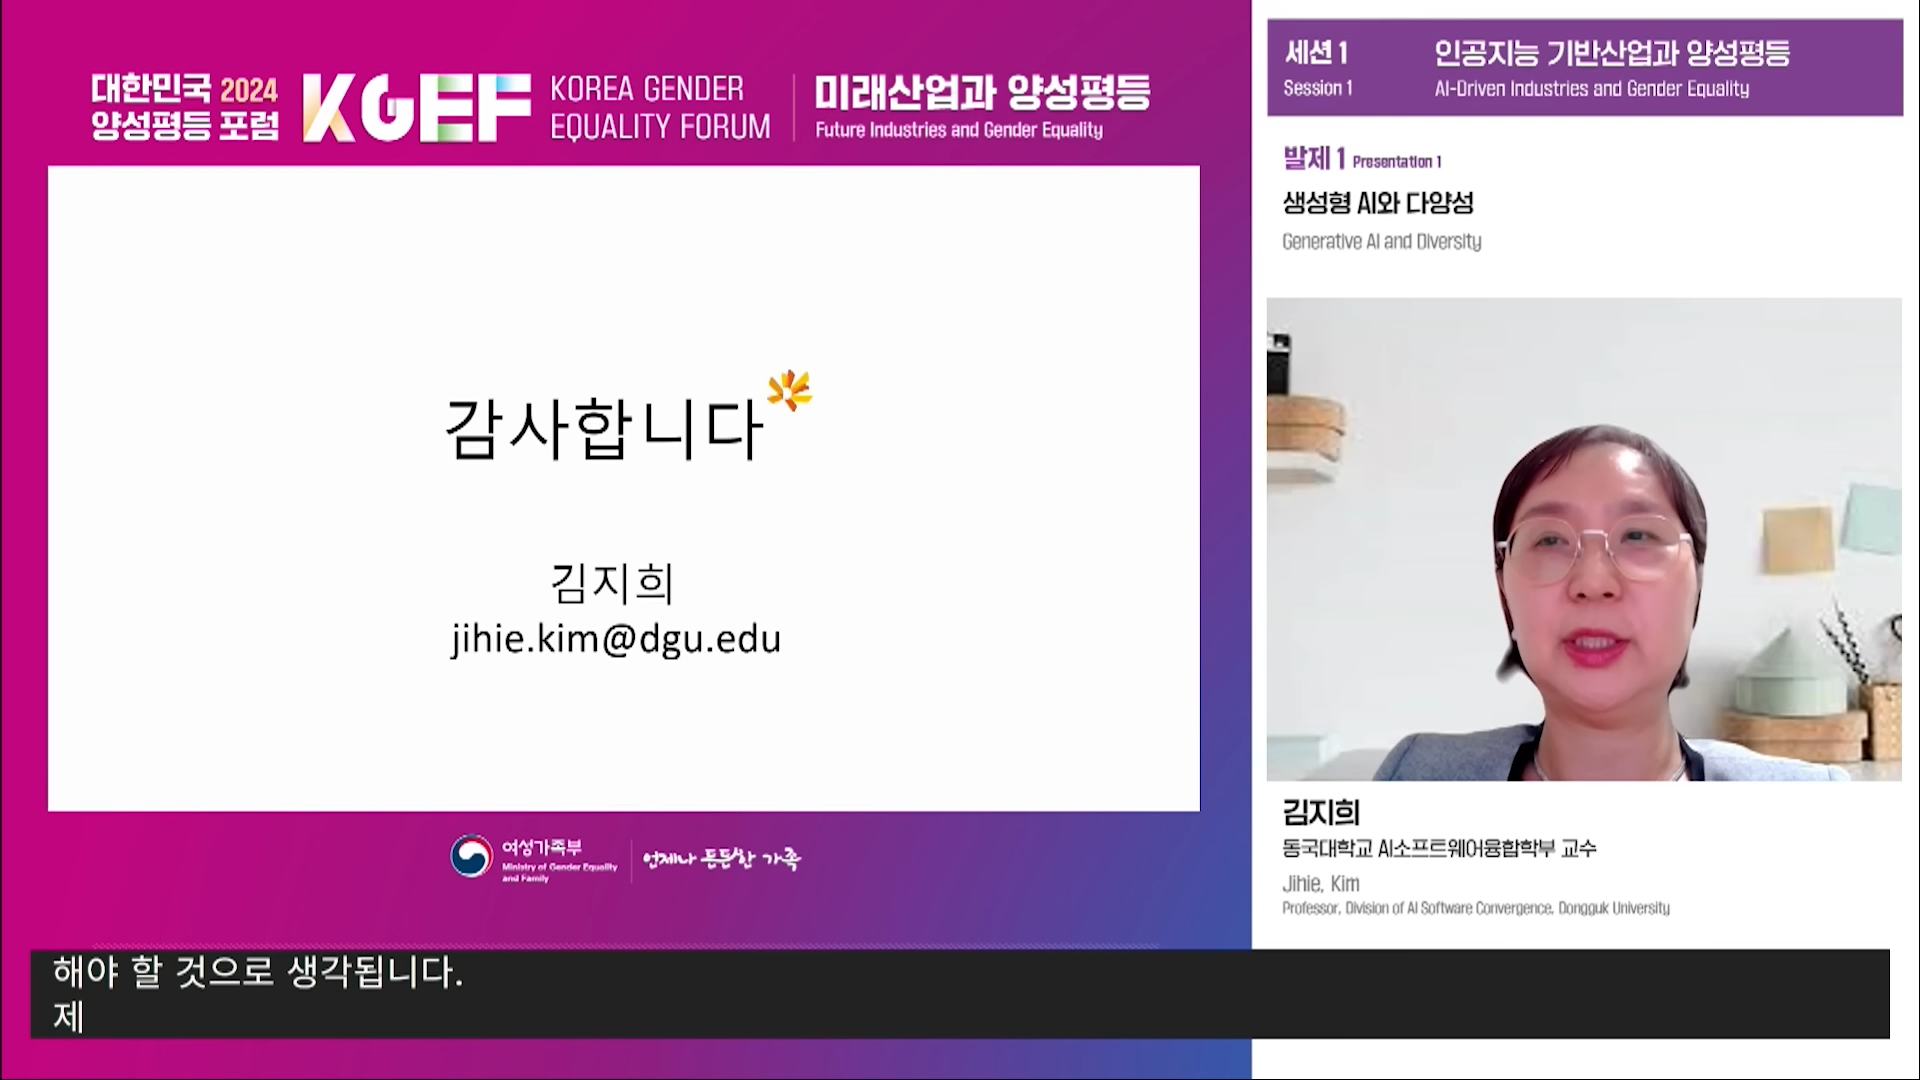 대한민국 2024
양성평등 포럼
KGEF
KOREA GENDER
EQUALITY FORUM
미래산업과 양성평등
Future Industries and Gender Equality
감사합니다
김지희
jihie.kim@dgu.edu
여성가족부
Ministry of Gender Equality
and Family
언제나 든든한 가족
세션 1
인공지능 기반산업과 양성평등
Session 1
AI-Driven Industries and Gender Equality
발제 1 Presentation 1
생성형 AI와 다양성
Generative AI and Diversity
김지희
동국대학교 AI소프트웨어융합학부 교수
Jihie, Kim
Professor, Division of AI Software Convergence, Dongguk University
해야 할 것으로 생각됩니다.
제